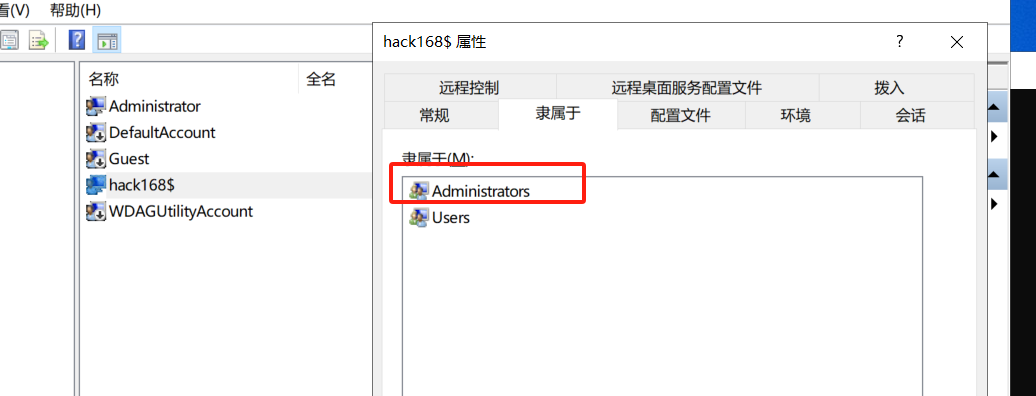 看(V) 帮助(H)
hack168$ 属性
?
名称
全名
Administrator
DefaultAccount
Guest
hack168$
WDAGUtilityAccount
远程控制
远程桌面服务配置文件
拨入
常规
隶属于
配置文件
环境
会话
隶属于(M):
Administrators
Users